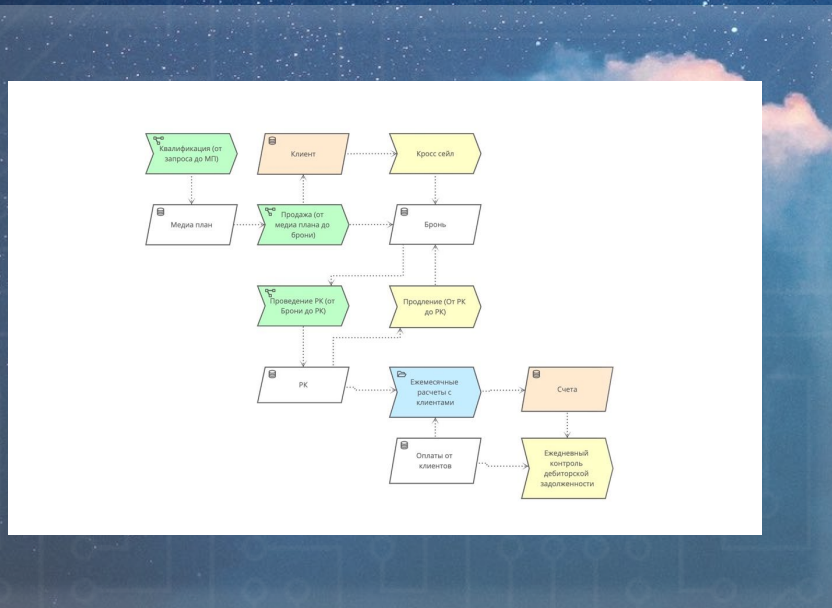 Квалификация (от
запроса до МП)
Клиент
Кросс сейл
Медиа план
Продажа (от
медиа плана до
брони)
Бронь
Проведение РК (от
Брони до РК)
Продление (От РК
до РК)
РК
Ежемесячные
расчеты с
клиентами
Счета
Оплаты от
клиентов
Ежедневный
контроль
дебиторской
задолженности